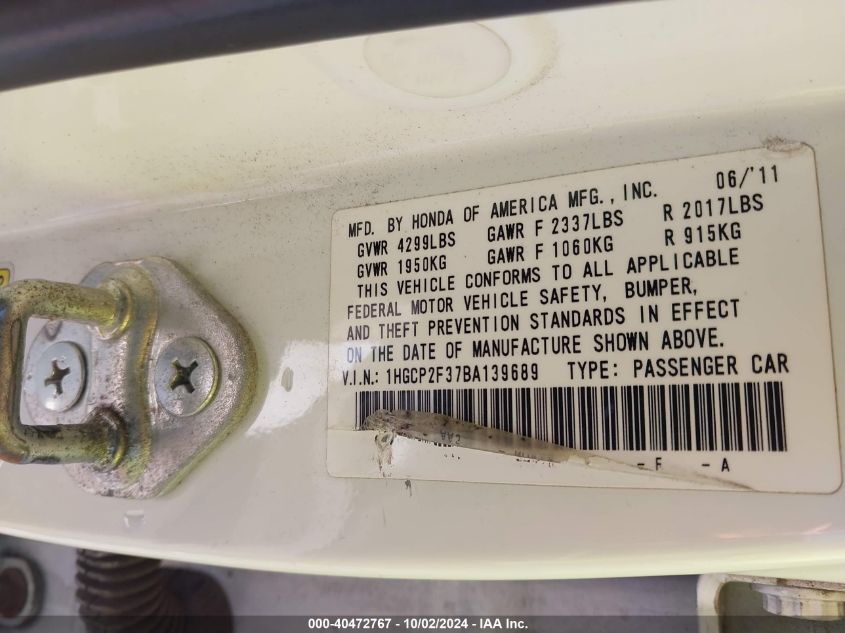 06/'11
MFD. BY HONDA OF AMERICA MFG., INC.
GVWR 4299LBS GAWR F 2337LBS R 2017LBS
GVWR 1950KG GAWR F 1060KG R 915KG
THIS VEHICLE CONFORMS TO ALL APPLICABLE
FEDERAL MOTOR VEHICLE SAFETY, BUMPER,
AND THEFT PREVENTION STANDARDS IN EFFECT
ON THE DATE OF MANUFACTURE SHOWN ABOVE.
V.I.N.: 1HGCP2F37BA139689 TYPE: PASSENGER CAR
-F -A
000-40472767 - 10/02/2024 - IAA Inc.